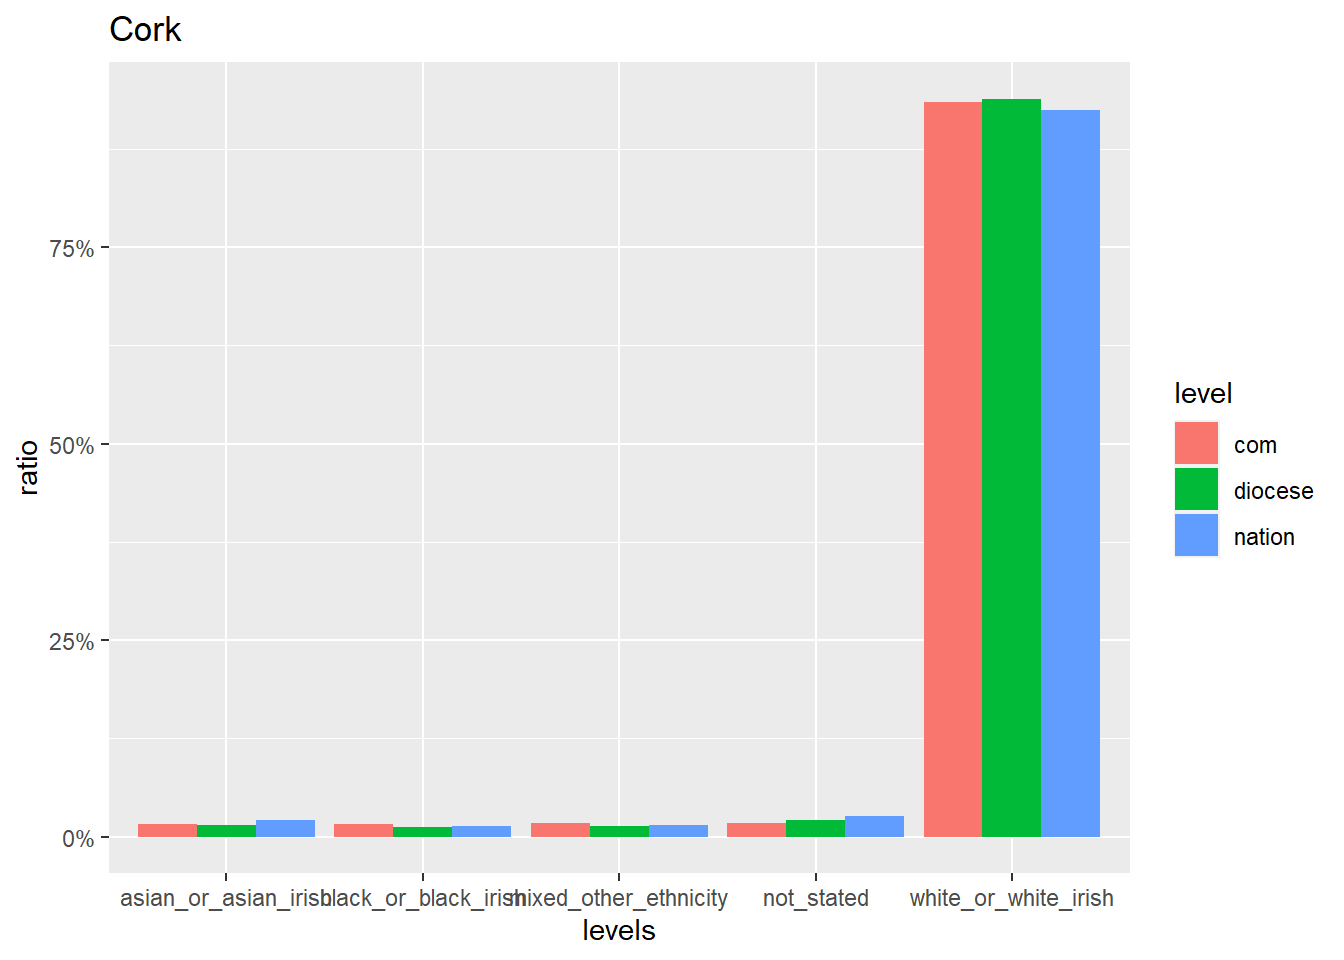 Cork
75%
50%
25%
0%
ratio
asian_or_asian_irish black_or_black_irish mixed_other_ethnicity not_stated white_or_white_irish
levels
level
com
diocese
nation